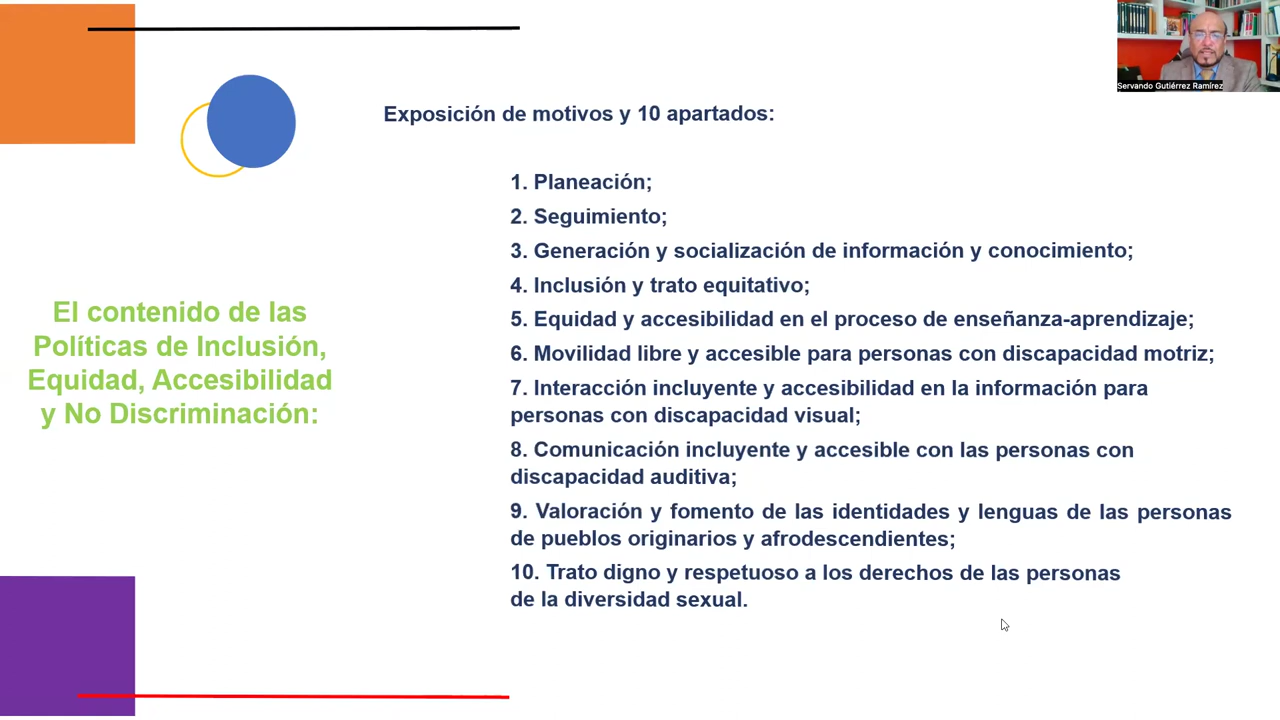 Servando Gutiérrez Ramírez
Exposición de motivos y 10 apartados:
1. Planeación;
2. Seguimiento;
3. Generación y socialización de información y conocimiento;
4. Inclusión y trato equitativo;
5. Equidad y accesibilidad en el proceso de enseñanza-aprendizaje;
6. Movilidad libre y accesible para personas con discapacidad motriz;
7. Interacción incluyente y accesibilidad en la información para
personas con discapacidad visual;
8. Comunicación incluyente y accesible con las personas con
discapacidad auditiva;
9. Valoración y fomento de las identidades y lenguas de las personas
de pueblos originarios y afrodescendientes;
10. Trato digno y respetuoso a los derechos de las personas
de la diversidad sexual.
El contenido de las
Políticas de Inclusión,
Equidad, Accesibilidad
y No Discriminación: